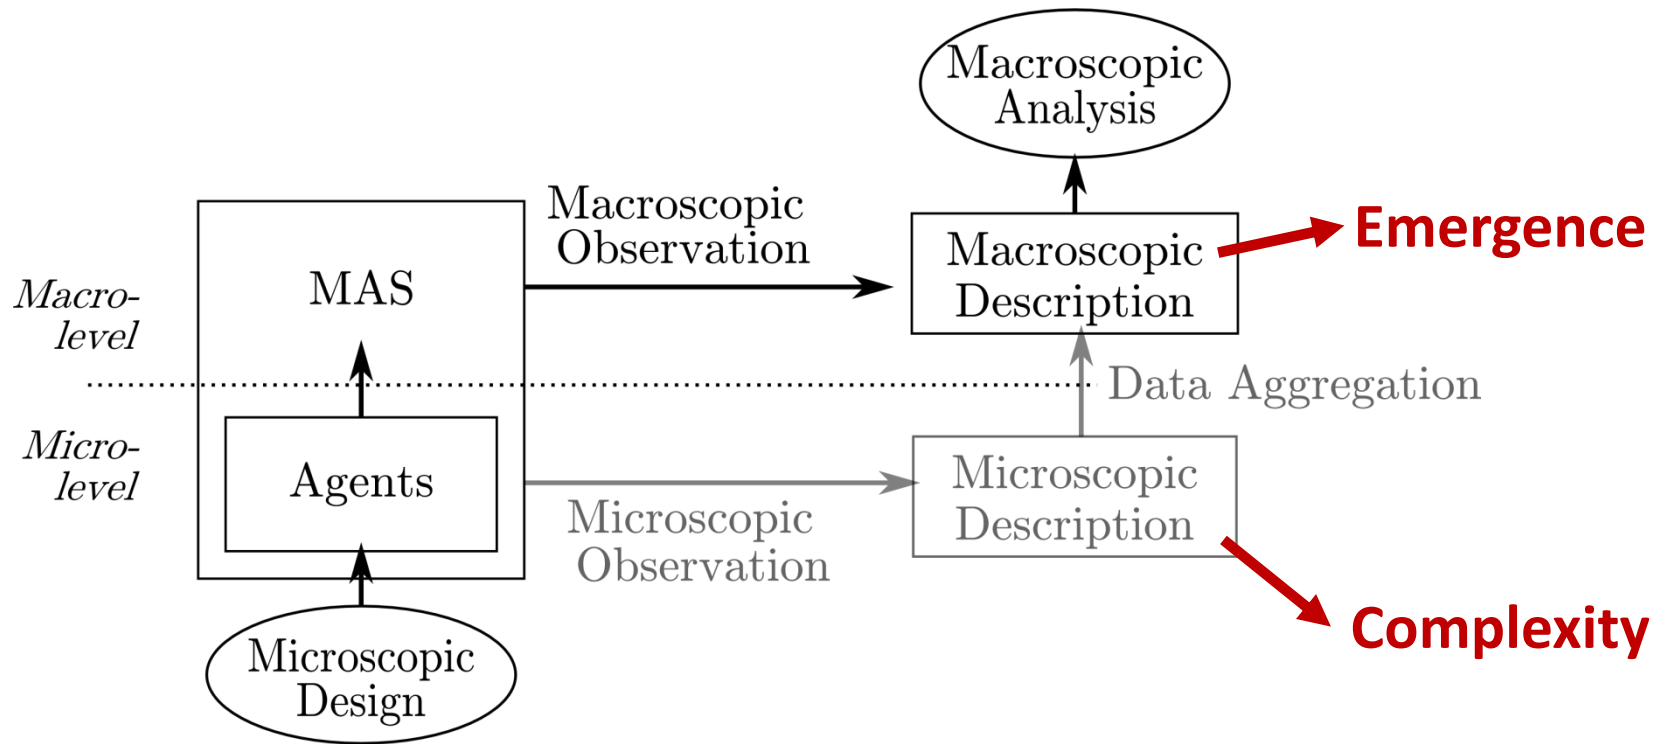 Macroscopic
Analysis
Macroscopic
Observation
Emergence
Macroscopic
Description
MAS
Macro-
level
Data Aggregation
Micro-
level
Agents
Microscopic
Description
Microscopic
Observation
Complexity
Microscopic
Design